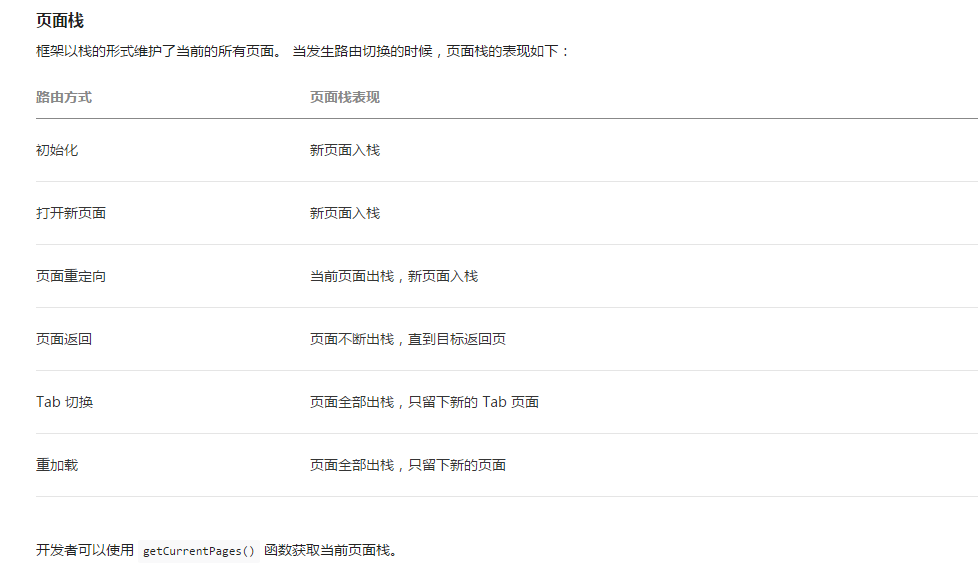 页面栈
框架以栈的形式维护了当前的所有页面。 当发生路由切换的时候，页面栈的表现如下：
路由方式 页面栈表现
初始化 新页面入栈
打开新页面 新页面入栈
页面重定向 当前页面出栈，新页面入栈
页面返回 页面不断出栈，直到目标返回页
Tab 切换 页面全部出栈，只留下新的 Tab 页面
重加载 页面全部出栈，只留下新的页面
开发者可以使用 getCurrentPages() 函数获取当前页面栈。